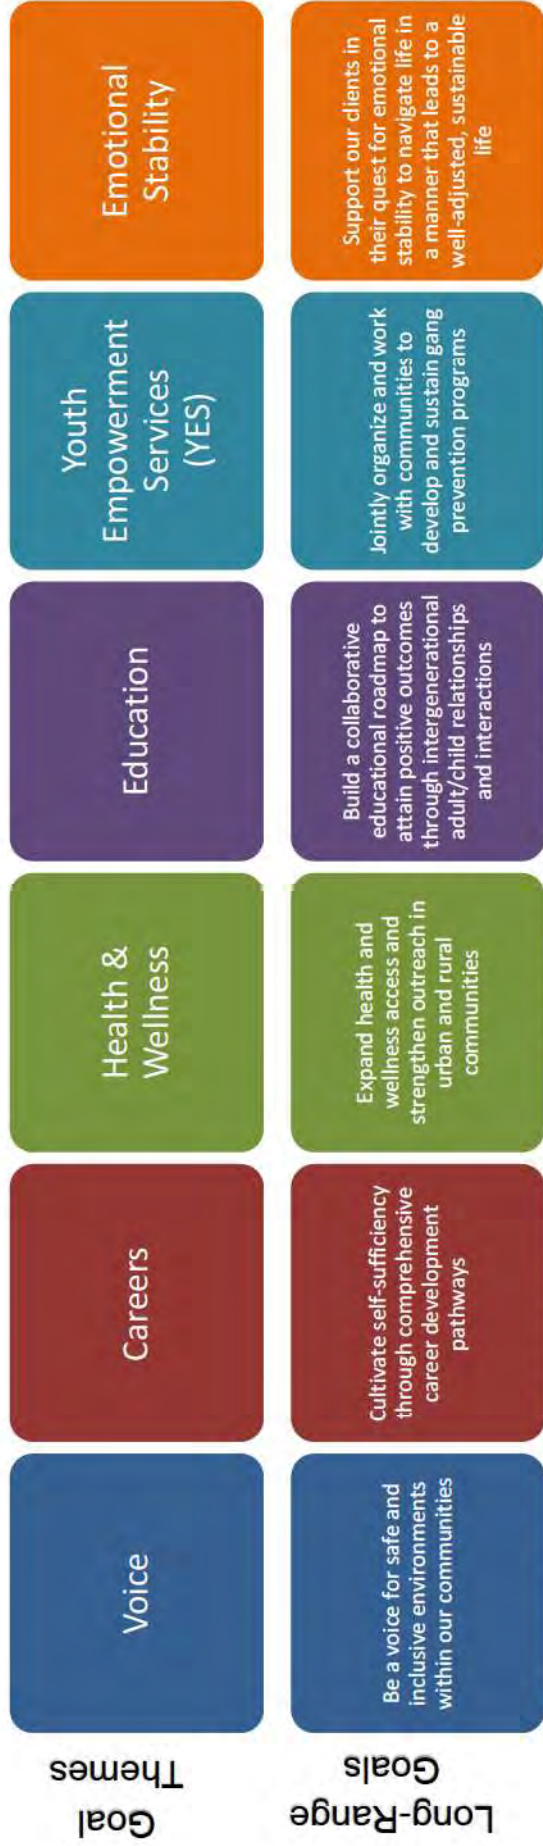 Goal
Themes
Voice
Careers
Health &
Wellness
Education
Youth
Empowerment
Services
(YES)
Emotional
Stability
Long-Range
Goals
Be a voice for safe and
inclusive environments
within our communities
Cultivate self-sufficiency
through comprehensive
career development
pathways
Expand health and
wellness access and
strengthen outreach in
urban and rural
communities
Build a collaborative
educational roadmap to
attain positive outcomes
through intergenerational
adult/child relationships
and interactions
Jointly organize and work
with communities to
develop and sustain gang
prevention programs
Support our clients in
their quest for emotional
stability to navigate life in
a manner that leads to a
well-adjusted, sustainable
life